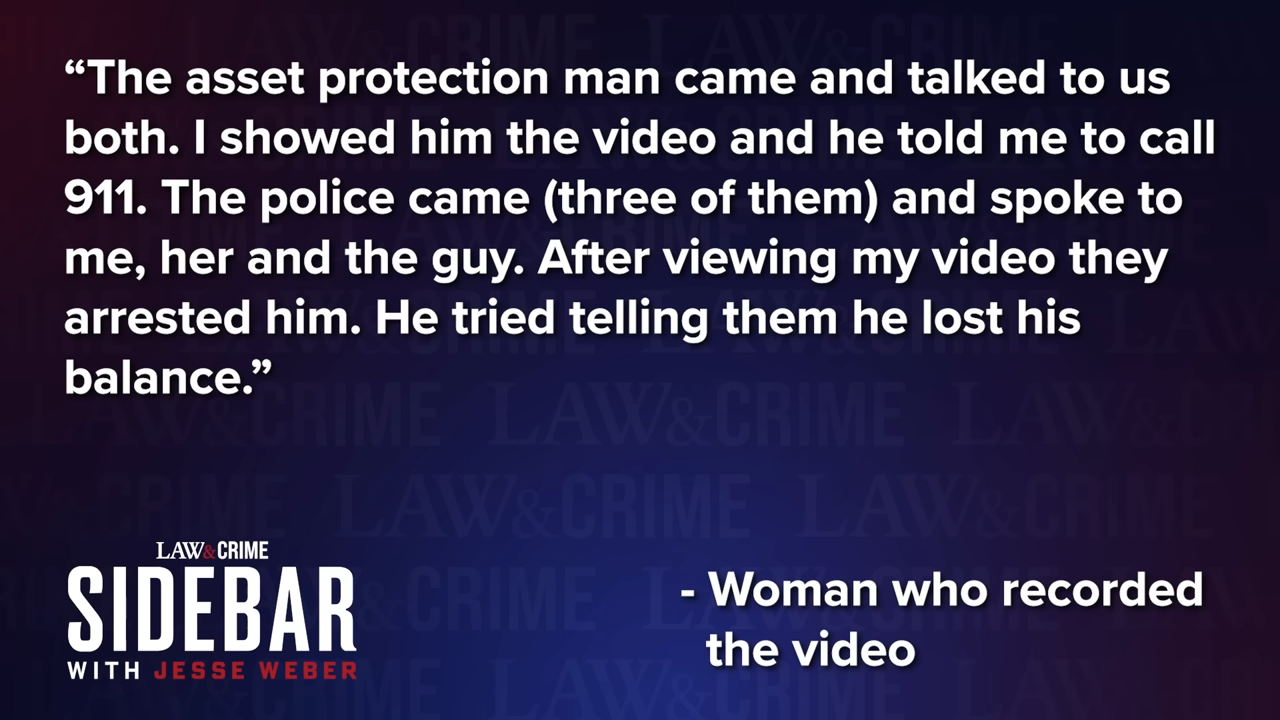 “The asset protection man came and talked to us
both. I showed him the video and he told me to call
911. The police came (three of them) and spoke to
me, her and the guy. After viewing my video they
arrested him. He tried telling them he lost his
balance.”
- Woman who recorded
the video
LAW&CRIME
SIDEBAR
WITH JESSE WEBER